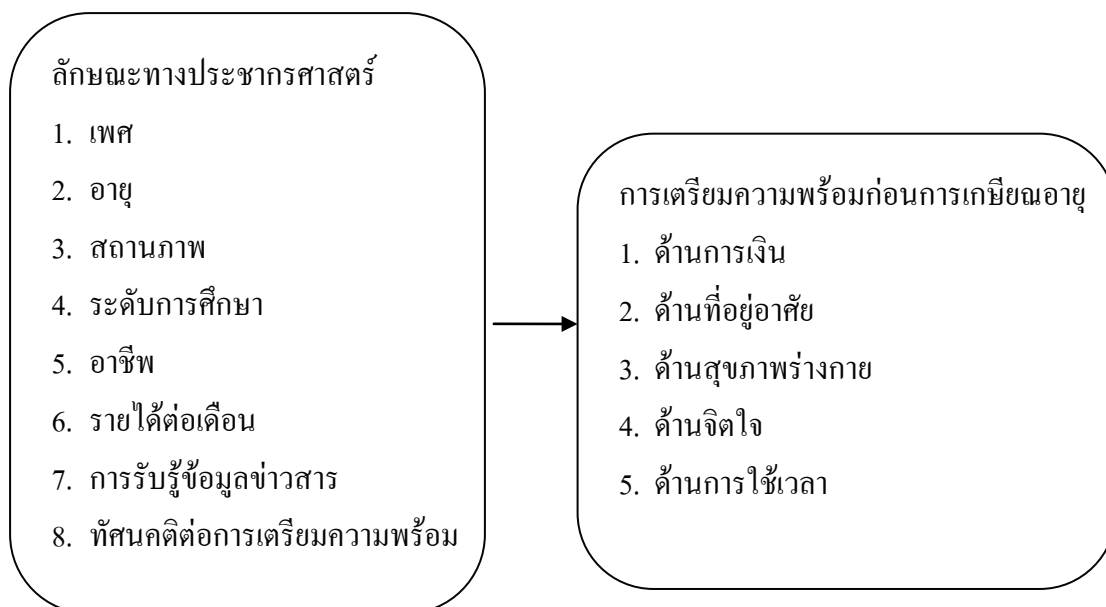 ลักษณะทางประชากรศาสตร์
1. เพศ
2. อายุ
3. สถานภาพ
4. ระดับการศึกษา
5. อาชีพ
6. รายได้ต่อเดือน
7. การรับรู้ข้อมูลข่าวสาร
8. ทัศนคติต่อการเตรียมความพร้อม
การเตรียมความพร้อมก่อนการเกษียณอายุ
1. ด้านการเงิน
2. ด้านที่อยู่อาศัย
3. ด้านสุขภาพร่างกาย
4. ด้านจิตใจ
5. ด้านการใช้เวลา